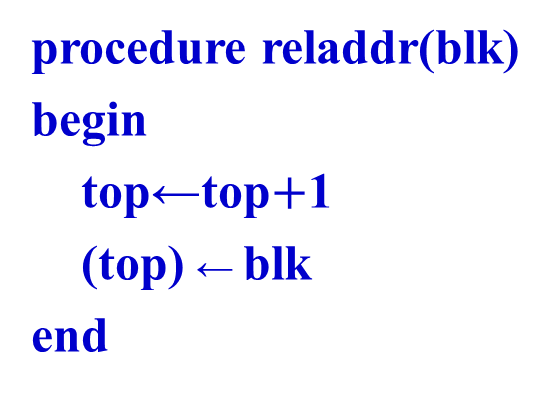 procedure reladdr(blk)
begin
top←top+1
(top) ← blk
end